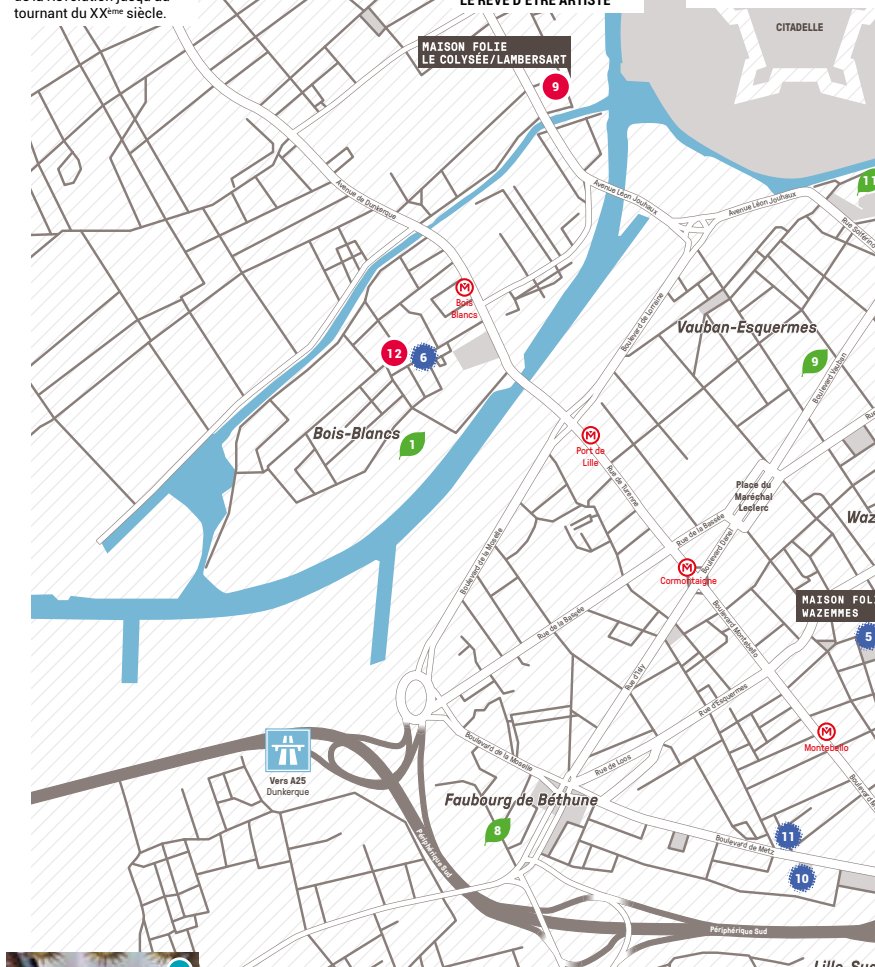 tournant du XXème siècle.
LE RÊVE D'ÊTRE ARTISTE
CITADELLE
MAISON FOLIE
LE COLYSÉE/LAMBERSART
9
11
Avenue de Dunkerque
Avenue Léon Jouhaux
Avenue Léon Jouhaux
Rue Solférino
M
Bois
Blancs
Boulevard de Lorraine
Vauban-Esquermes
12
6
9
Boulevard Vauban
Bois-Blancs
1
M
Port de
Lille
Rue de Turenne
Place du
Maréchal
Leclerc
Rue de la Bassée
Boulevard de la Moselle
M
Cormontaigne
MAISON FOLI
WAZEMMES
5
Boulevard Montebello
Rue de la Bassée
Rue d'Isly
Rue d'Esquermes
M
Montebello
Boulevard de la Moselle
Rue de Loos
Vers A25
Dunkerque
Faubourg de Béthune
8
Périphérique Sud
11
Boulevard de Metz
10
Périphérique Sud